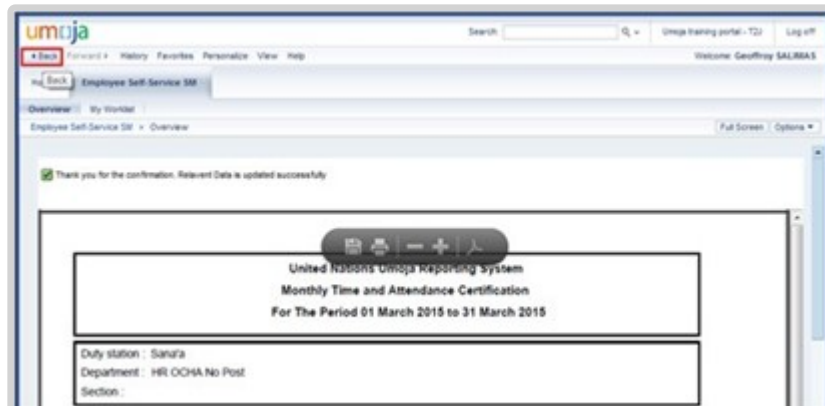 umoja
Search:
Umoja training portal - T2U
Log off
Back Forward History Favorites Personalize View Help
Welcome: Geoffroy SALIMAS
Back
Employee Self-Service SM
Overview My Worklist
Employee Self-Service SM Overview
Full Screen Options
Thank you for the confirmation. Relevent Data is updated successfully
United Nations Umoja Reporting System
Monthly Time and Attendance Certification
For The Period 01 March 2015 to 31 March 2015
Duty station : Sana'a
Department : HR OCHA No Post
Section :